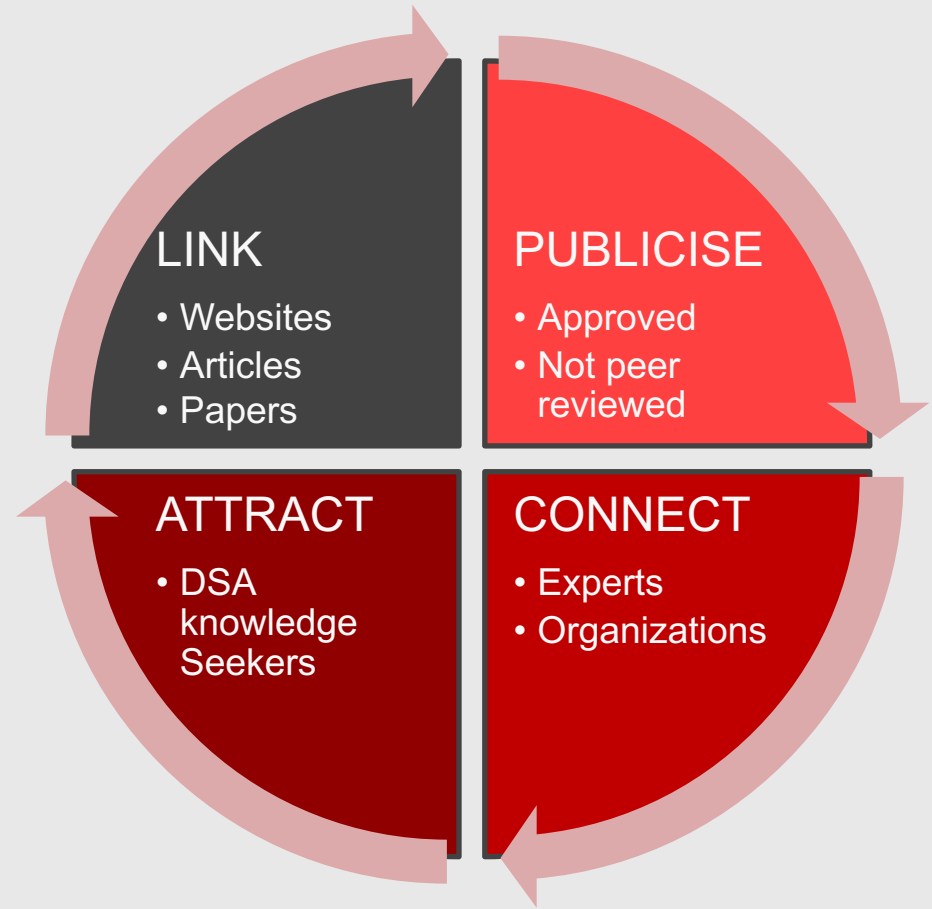 LINK
• Websites
• Articles
• Papers
PUBLICISE
• Approved
• Not peer
reviewed
ATTRACT
• DSA
knowledge
Seekers
CONNECT
• Experts
• Organizations